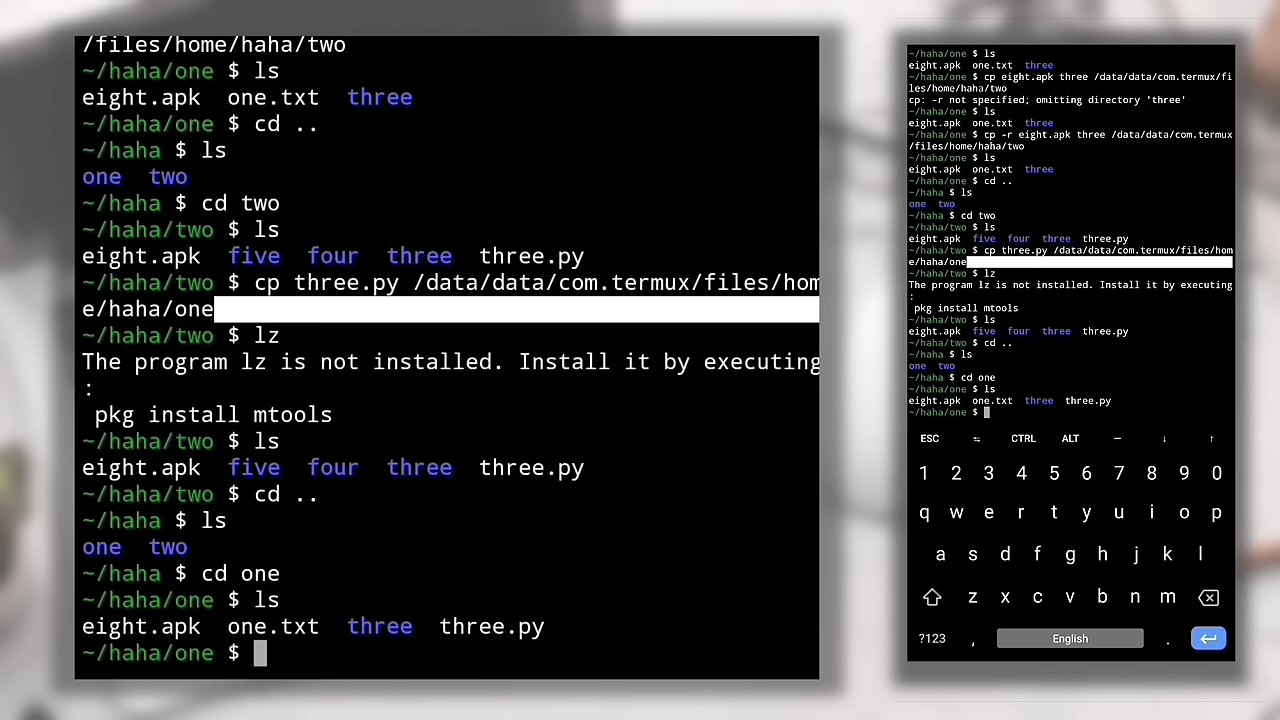 /files/home/haha/two
~/haha/one $ ls
eight.apk one.txt three
~/haha/one $ cd ..
~/haha $ ls
one two
~/haha $ cd two
~/haha/two $ ls
eight.apk five four three three.py
~/haha/two $ cp three.py /data/data/com.termux/files/hom
e/haha/one
~/haha/two $ lz
The program lz is not installed. Install it by executing
:
pkg install mtools
~/haha/two $ ls
eight.apk five four three three.py
~/haha/two $ cd ..
~/haha $ ls
one two
~/haha $ cd one
~/haha/one $ ls
eight.apk one.txt three three.py
~/haha/one $
~/haha/one $ ls
eight.apk one.txt three
~/haha/one $ cp eight.apk three /data/data/com.termux/fi
les/home/haha/two
cp: -r not specified; omitting directory 'three'
~/haha/one $ ls
eight.apk one.txt three
~/haha/one $ cp -r eight.apk three /data/data/com.termux
/files/home/haha/two
~/haha/one $ ls
eight.apk one.txt three
~/haha/one $ cd ..
~/haha $ ls
one two
~/haha $ cd two
~/haha/two $ ls
eight.apk five four three three.py
~/haha/two $ cp three.py /data/data/com.termux/files/hom
e/haha/one
~/haha/two $ lz
The program lz is not installed. Install it by executing
:
pkg install mtools
~/haha/two $ ls
eight.apk five four three three.py
~/haha/two $ cd ..
~/haha $ ls
one two
~/haha $ cd one
~/haha/one $ ls
eight.apk one.txt three three.py
~/haha/one $
ESC ⇆ CTRL ALT — ↓ ↑
1 2 3 4 5 6 7 8 9 0
q w e r t y u i o p
a s d f g h j k l
z x c v b n m
?123 , English .